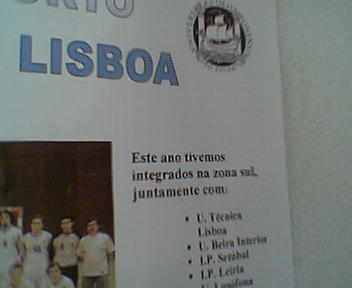 LISBOA
Este ano tivemos
integrados na zona sul,
juntamente com:
• U. Técnica
Lisboa
• U. Beira Interior
• I.P. Setúbal
• I.P. Leiria